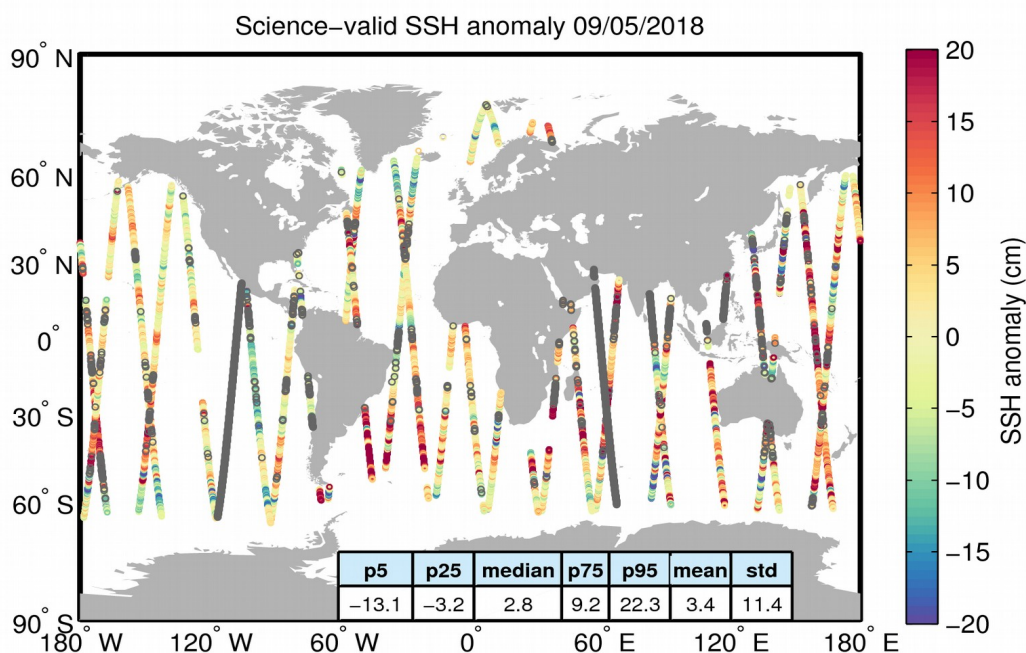 Science−valid SSH anomaly 09/05/2018
90° N
60° N
30° N
0°
30° S
60° S
90° S
180° W
120° W
60° W
0°
60° E
120° E
180° E
20
15
10
5
0
−5
−10
−15
−20
SSH anomaly (cm)
p5 p25 median p75 p95 mean std
−13.1 −3.2 2.8 9.2 22.3 3.4 11.4